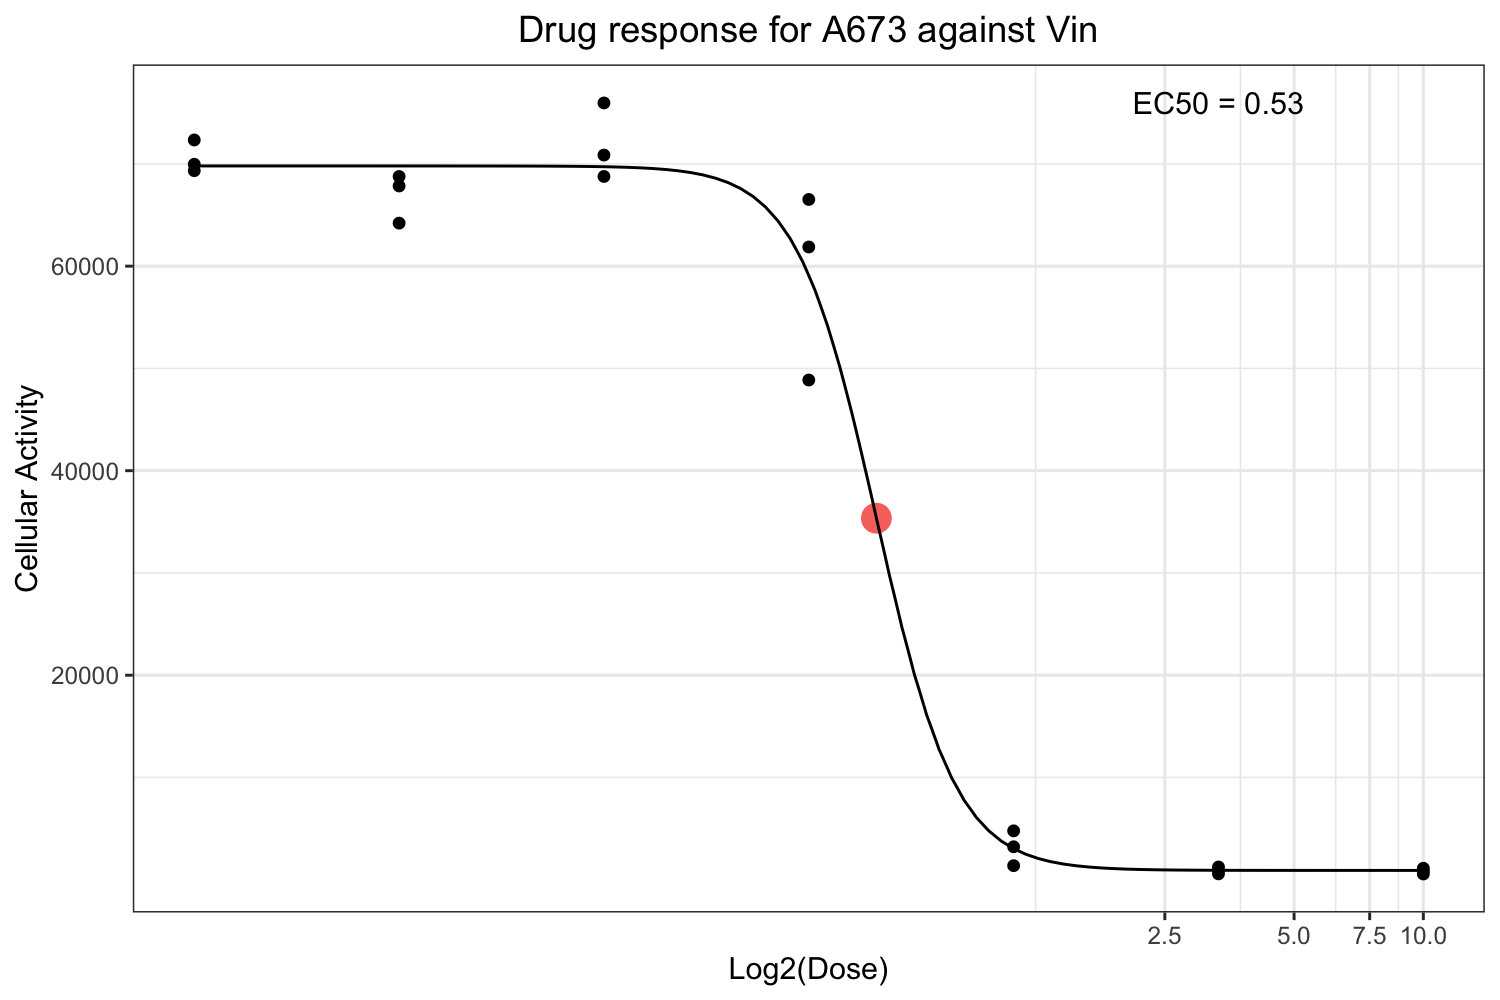 Drug response for A673 against Vin
EC50 = 0.53
Cellular Activity
60000
40000
20000
2.5 5.0 7.5 10.0
Log2(Dose)